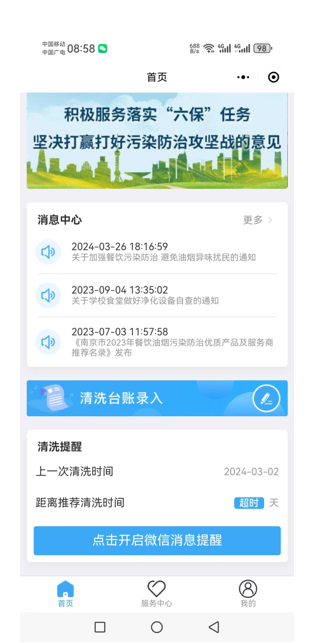 中国移动
中国广电
08:58
688
B/s
4G
4G
98
首页
积极服务落实“六保”任务
坚决打赢打好污染防治攻坚战的意见
消息中心
更多
2024-03-26 18:16:59
关于加强餐饮污染防治 避免油烟异味扰民的通知
2023-09-04 13:35:02
关于学校食堂做好净化设备自查的通知
2023-07-03 11:57:58
《南京市2023年餐饮油烟污染防治优质产品及服务商
推荐名录》发布
清洗台账录入
清洗提醒
上一次清洗时间 2024-03-02
距离推荐清洗时间 超时 天
点击开启微信消息提醒
首页
服务中心
我的